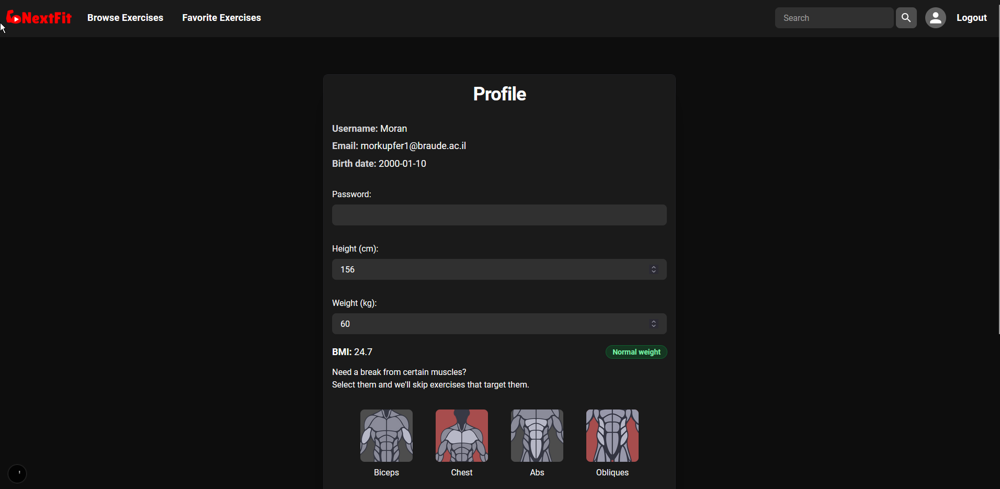 NextFit Browse Exercises Favorite Exercises Search Logout
Profile
Username: Moran
Email: morkupfer1@braude.ac.il
Birth date: 2000-01-10
Password:
Height (cm):
156
Weight (kg):
60
BMI: 24.7 Normal weight
Need a break from certain muscles?
Select them and we'll skip exercises that target them.
Biceps Chest Abs Obliques